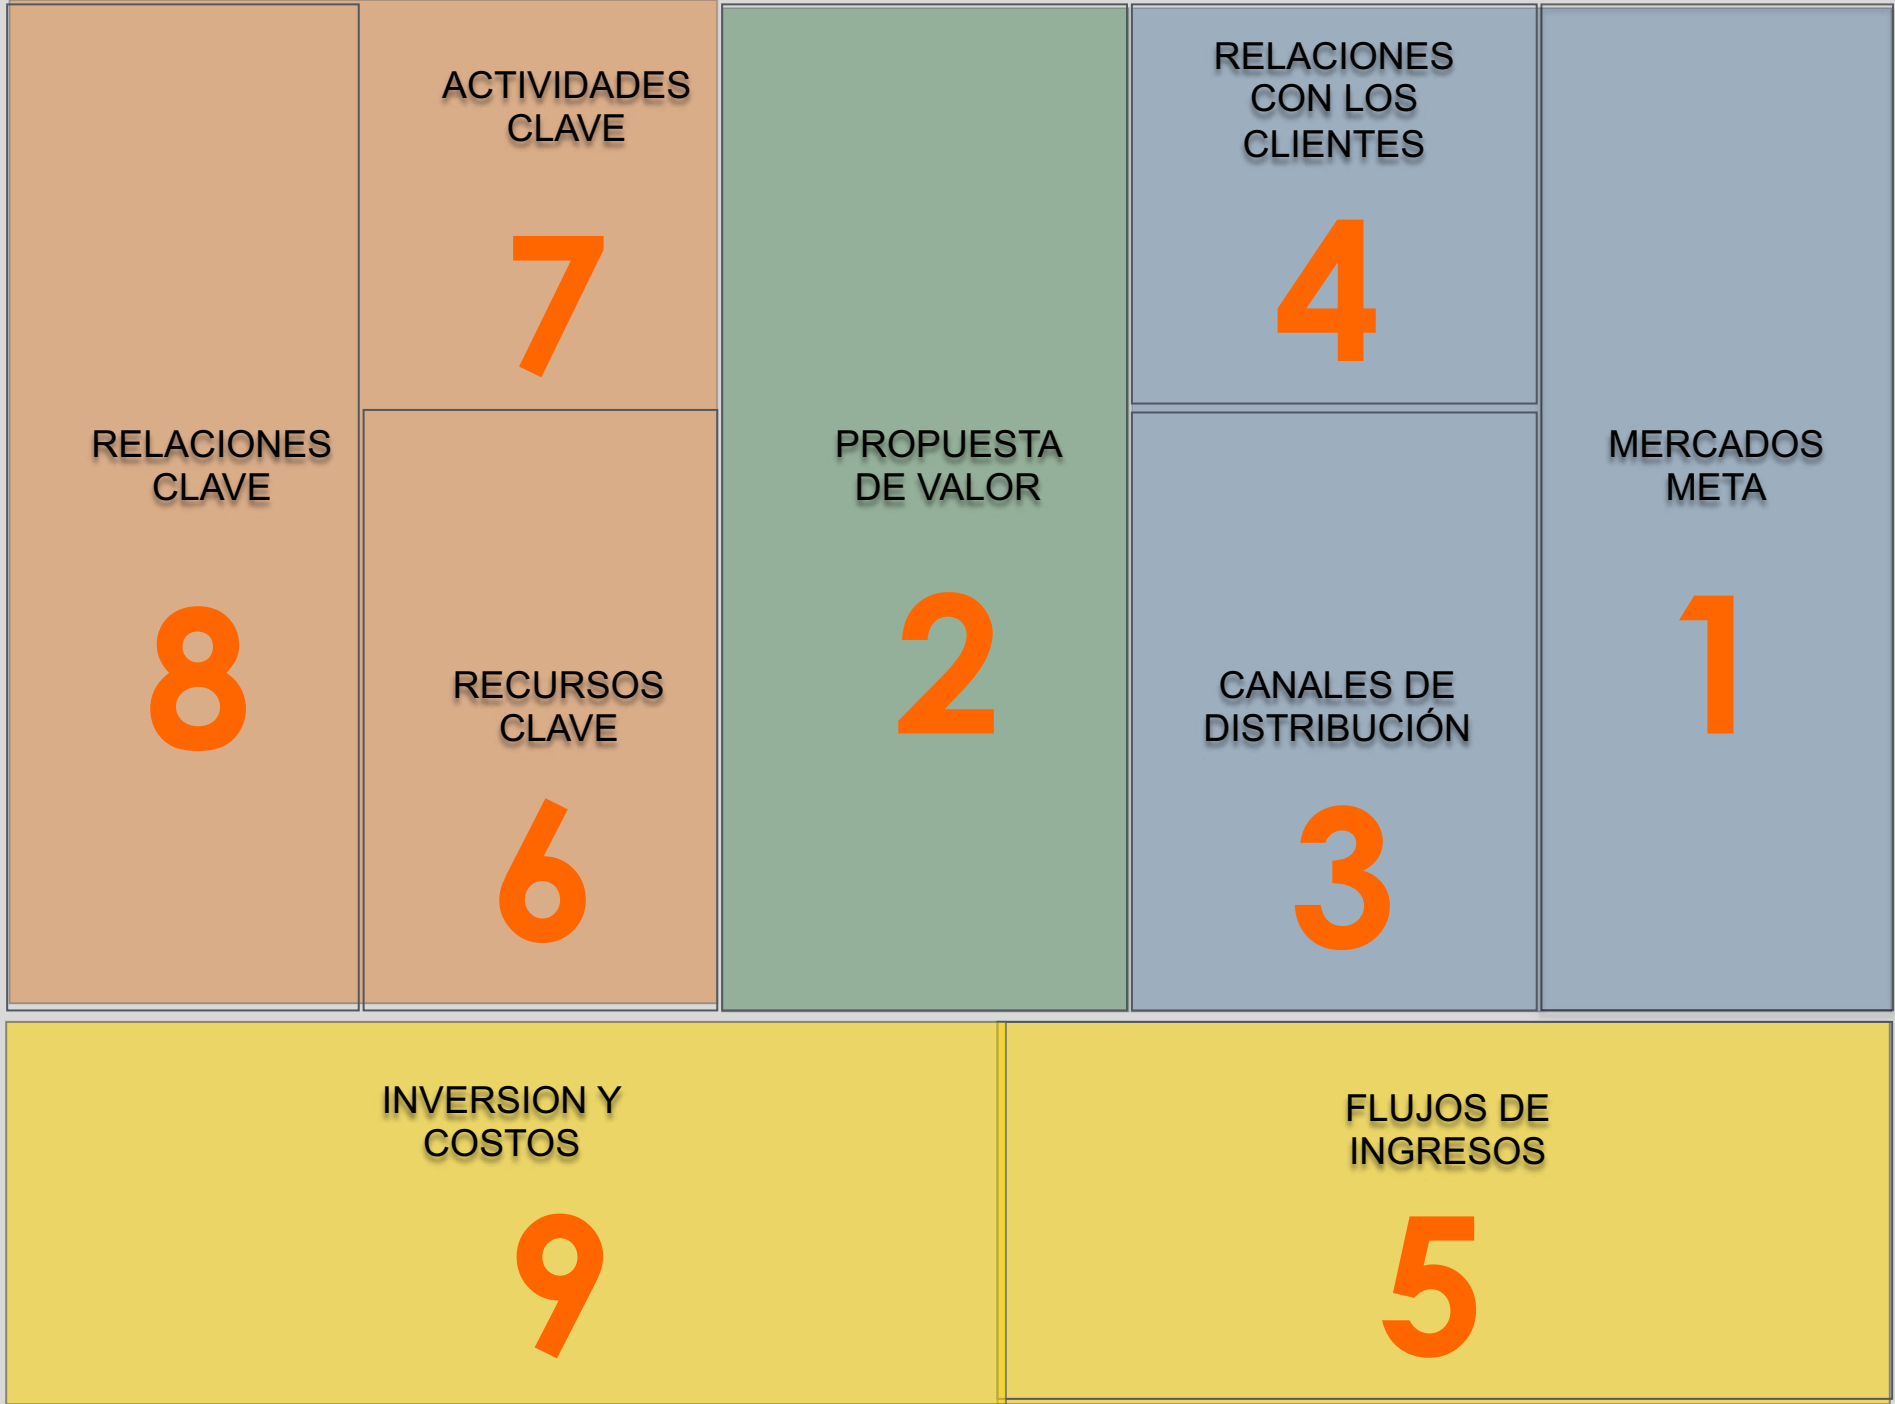 ACTIVIDADES
CLAVE
7
RELACIONES
CON LOS
CLIENTES
4
RELACIONES
CLAVE
8
PROPUESTA
DE VALOR
2
MERCADOS
META
1
RECURSOS
CLAVE
6
CANALES DE
DISTRIBUCIÓN
3
INVERSION Y
COSTOS
9
FLUJOS DE
INGRESOS
5